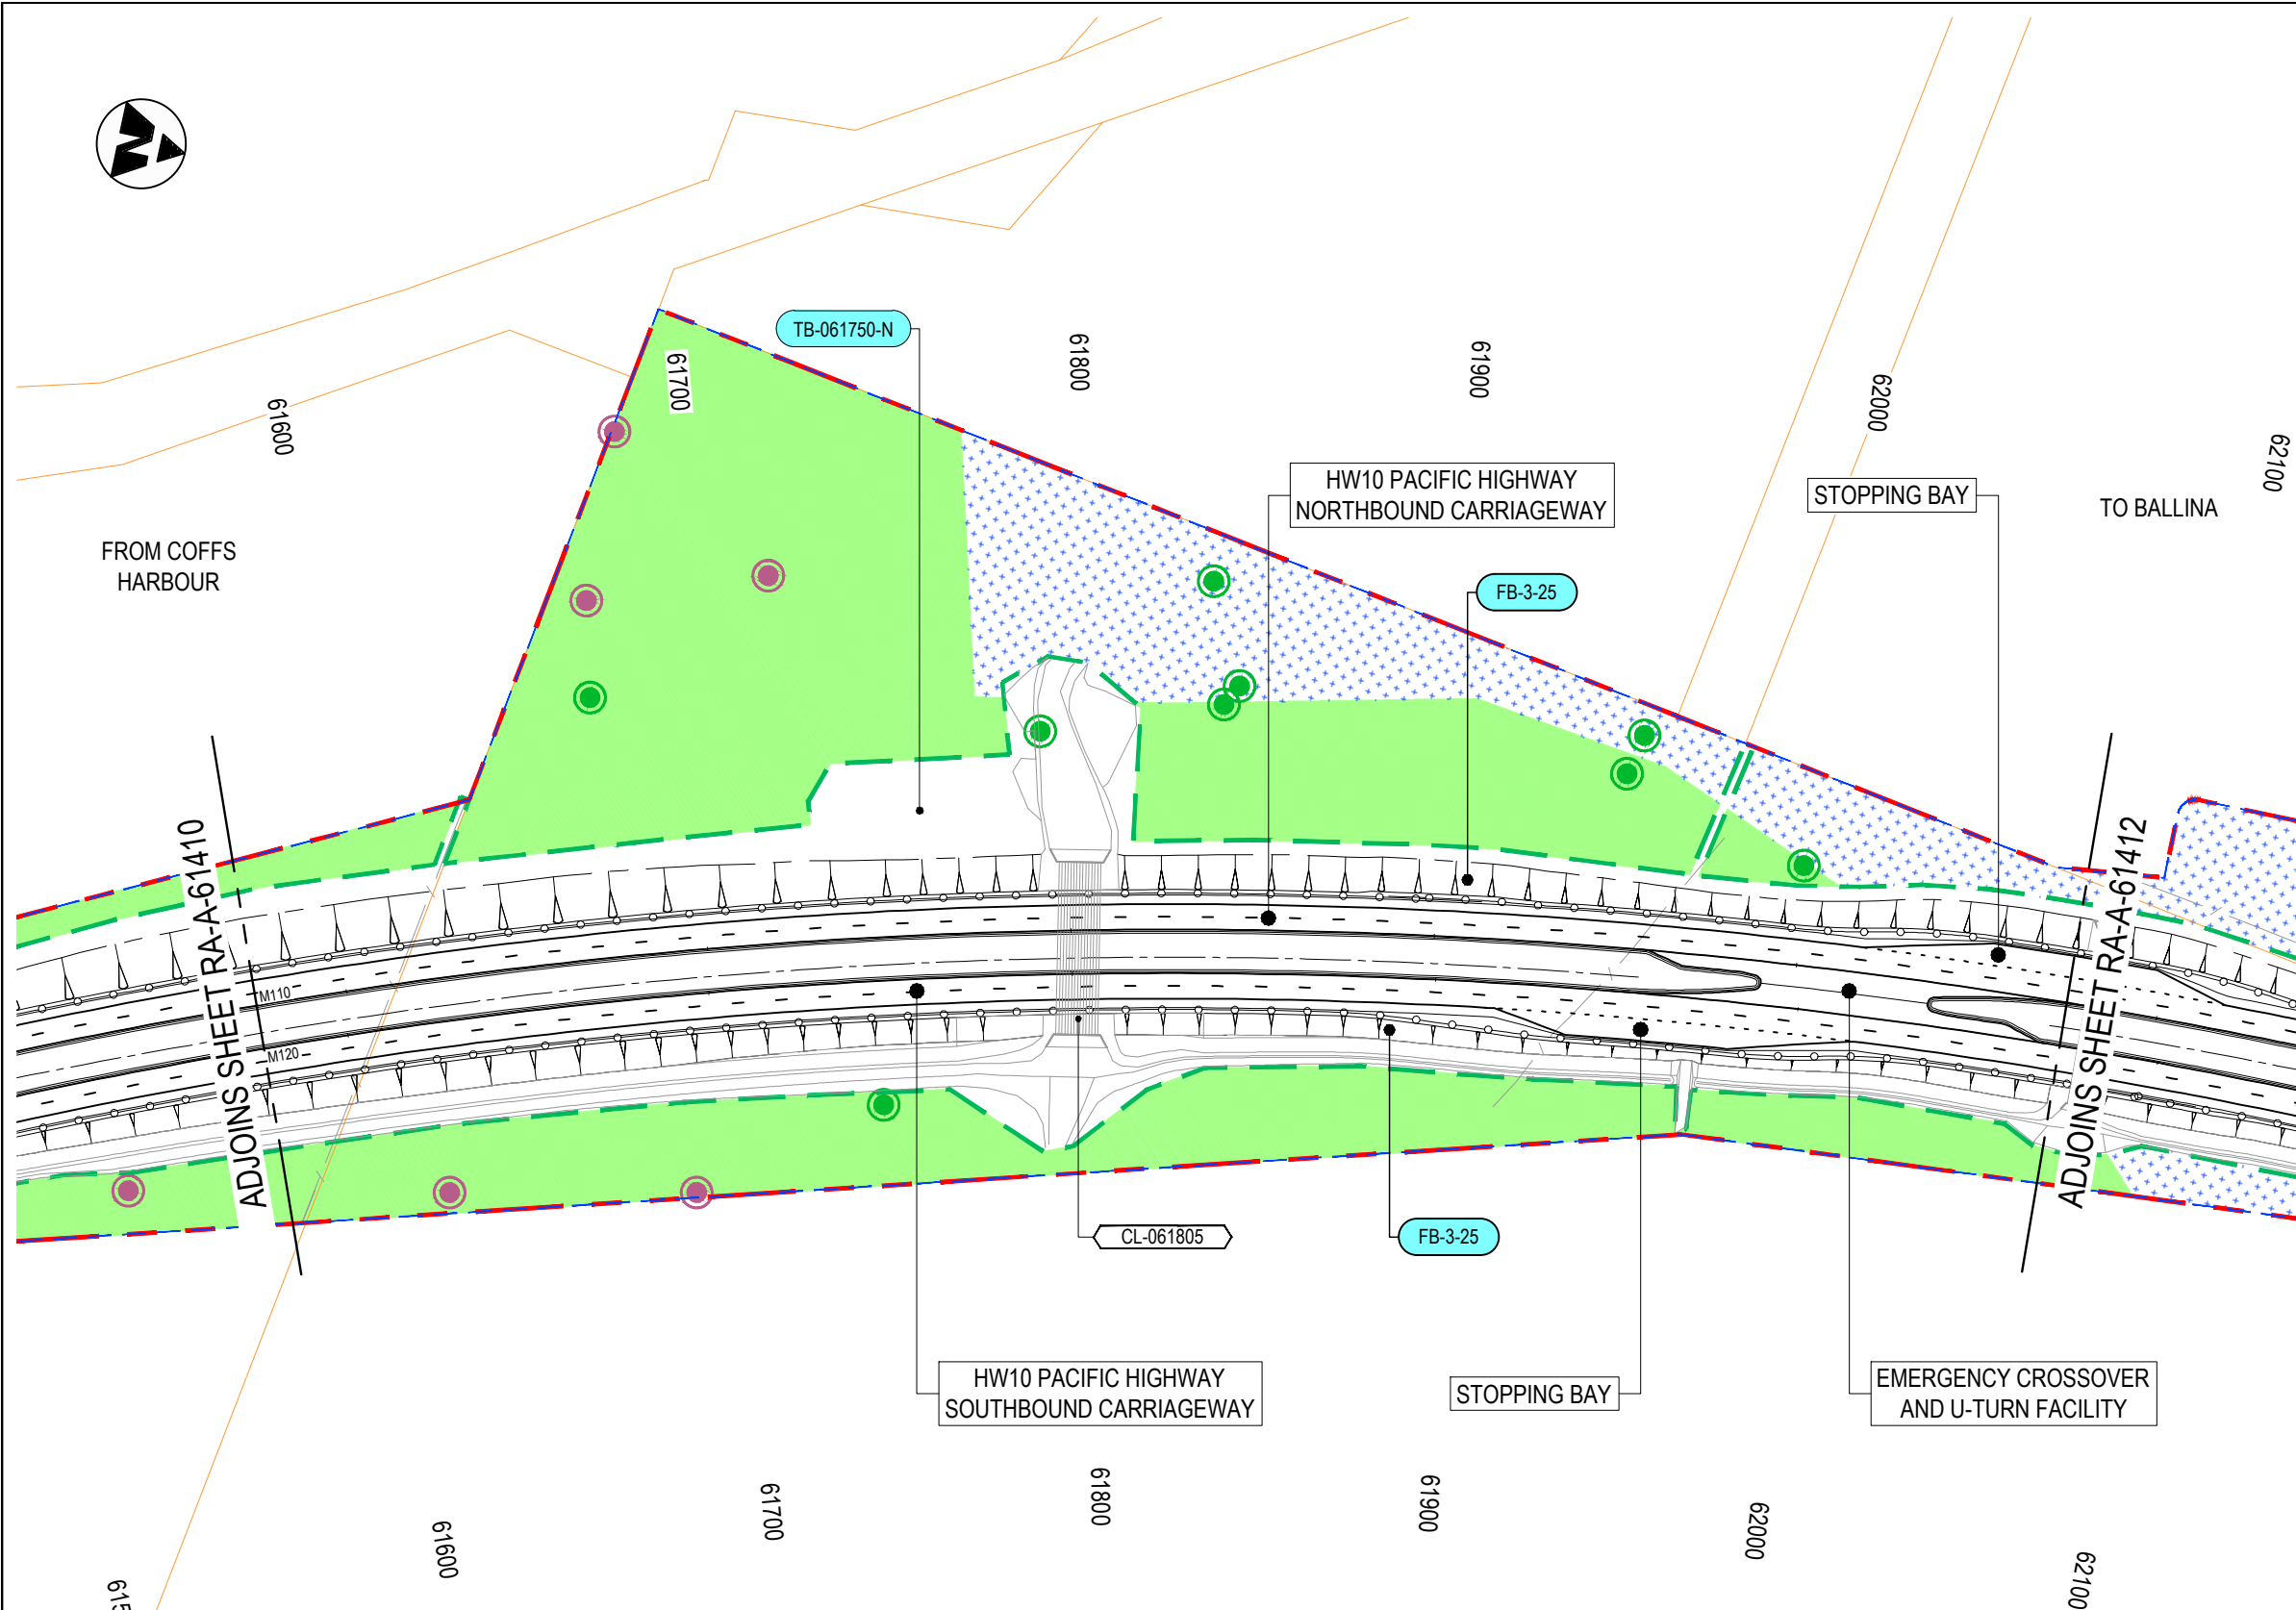 N
TB-061750-N
61600
61700
61800
61900
62000
62100
HW10 PACIFIC HIGHWAY
NORTHBOUND CARRIAGEWAY
STOPPING BAY
TO BALLINA
FROM COFFS
HARBOUR
FB-3-25
ADJOINS SHEET RA-A-61410
ADJOINS SHEET RA-A-61412
M110
M120
CL-061805
FB-3-25
HW10 PACIFIC HIGHWAY
SOUTHBOUND CARRIAGEWAY
STOPPING BAY
EMERGENCY CROSSOVER
AND U-TURN FACILITY
61600
61700
61800
61900
62000
62100